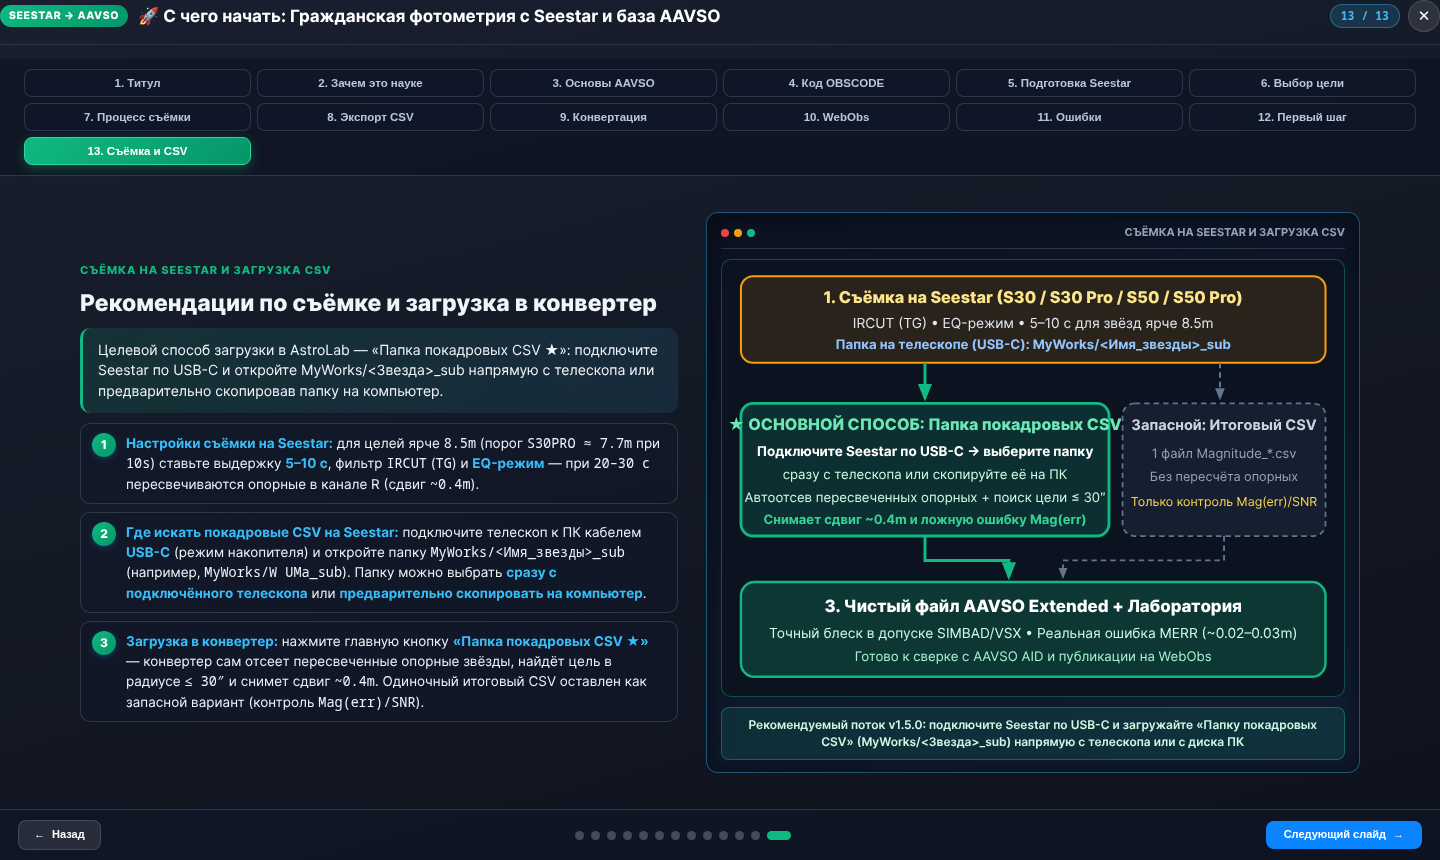 SEESTAR → AAVSO
🚀 С чего начать: Гражданская фотометрия с Seestar и база AAVSO
13 / 13
✕
1. Титул
2. Зачем это науке
3. Основы AAVSO
4. Код OBSCODE
5. Подготовка Seestar
6. Выбор цели
7. Процесс съёмки
8. Экспорт CSV
9. Конвертация
10. WebObs
11. Ошибки
12. Первый шаг
13. Съёмка и CSV
СЪЁМКА НА SEESTAR И ЗАГРУЗКА CSV
Рекомендации по съёмке и загрузка в конвертер
Целевой способ загрузки в AstroLab — «Папка покадровых CSV ★»: подключите
Seestar по USB-C и откройте MyWorks/<Звезда>_sub напрямую с телескопа или
предварительно скопировав папку на компьютер.
1
Настройки съёмки на Seestar: для целей ярче 8.5m (порог S30PRO ≈ 7.7m при
10s) ставьте выдержку 5–10 с, фильтр IRCUT (TG) и EQ-режим — при 20–30 с
пересвечиваются опорные в канале R (сдвиг ~0.4m).
2
Где искать покадровые CSV на Seestar: подключите телескоп к ПК кабелем
USB-C (режим накопителя) и откройте папку MyWorks/<Имя_звезды>_sub
(например, MyWorks/W UMa_sub). Папку можно выбрать сразу с
подключённого телескопа или предварительно скопировать на компьютер.
3
Загрузка в конвертер: нажмите главную кнопку «Папка покадровых CSV ★»
— конвертер сам отсеет пересвеченные опорные звёзды, найдёт цель в
радиусе ≤ 30″ и снимет сдвиг ~0.4m. Одиночный итоговый CSV оставлен как
запасной вариант (контроль Mag(err)/SNR).
СЪЁМКА НА SEESTAR И ЗАГРУЗКА CSV
1. Съёмка на Seestar (S30 / S30 Pro / S50 / S50 Pro)
IRCUT (TG) • EQ-режим • 5–10 с для звёзд ярче 8.5m
Папка на телескопе (USB-C): MyWorks/<Имя_звезды>_sub
★ ОСНОВНОЙ СПОСОБ: Папка покадровых CSV
Подключите Seestar по USB-C → выберите папку
сразу с телескопа или скопируйте её на ПК
Автоотсев пересвеченных опорных + поиск цели ≤ 30″
Снимает сдвиг ~0.4m и ложную ошибку Mag(err)
Запасной: Итоговый CSV
1 файл Magnitude_*.csv
Без пересчёта опорных
Только контроль Mag(err)/SNR
3. Чистый файл AAVSO Extended + Лаборатория
Точный блеск в допуске SIMBAD/VSX • Реальная ошибка MERR (~0.02–0.03m)
Готово к сверке с AAVSO AID и публикации на WebObs
Рекомендуемый поток v1.5.0: подключите Seestar по USB-C и загружайте «Папку покадровых
CSV» (MyWorks/<Звезда>_sub) напрямую с телескопа или с диска ПК
← Назад
Следующий слайд →